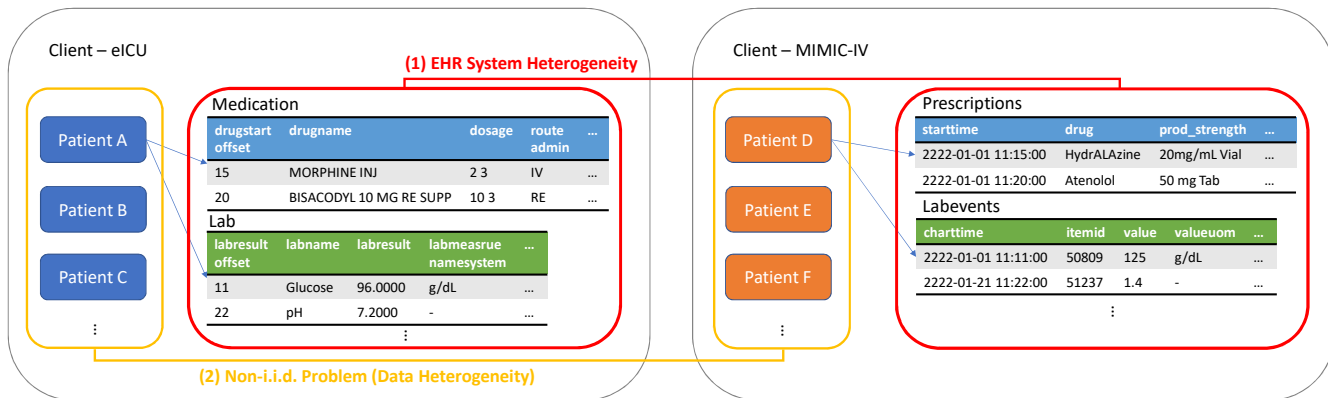 Client – eICU
Client – MIMIC-IV
(1) EHR System Heterogeneity
Patient A
Patient B
Patient C
⋮
Medication
drugstart offset drugname dosage route admin ...
15 MORPHINE INJ 2 3 IV ...
20 BISACODYL 10 MG RE SUPP 10 3 RE ...
Lab
labresult offset labname labresult labmeasrue namesystem ...
11 Glucose 96.0000 g/dL ...
22 pH 7.2000 - ...
⋮
Patient D
Patient E
Patient F
⋮
Prescriptions
starttime drug prod_strength ...
2222-01-01 11:15:00 HydrALAzine 20mg/mL Vial ...
2222-01-01 11:20:00 Atenolol 50 mg Tab ...
Labevents
charttime itemid value valueuom ...
2222-01-01 11:11:00 50809 125 g/dL ...
2222-01-21 11:22:00 51237 1.4 - ...
⋮
(2) Non-i.i.d. Problem (Data Heterogeneity)